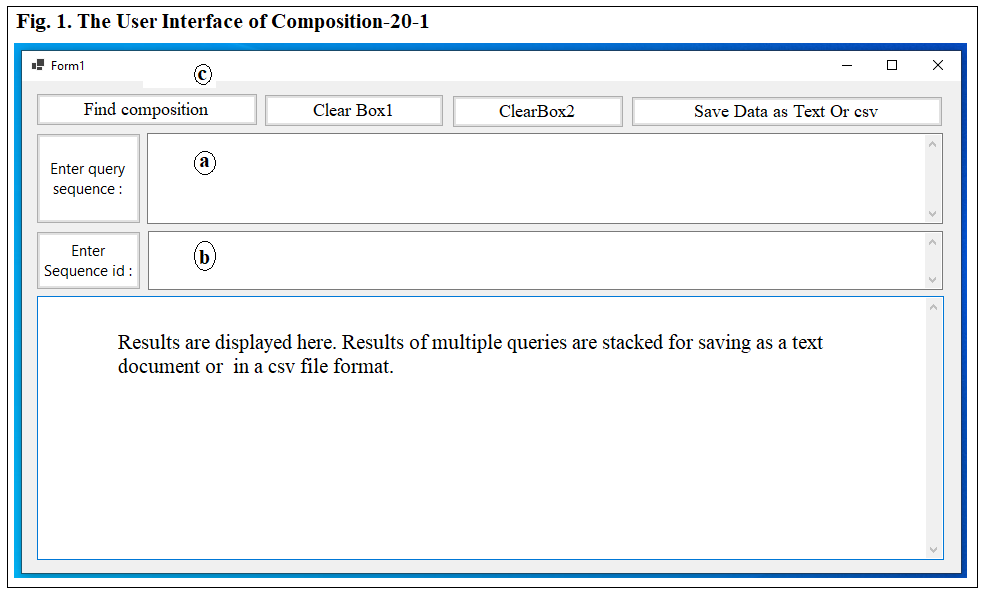 Fig. 1. The User Interface of Composition-20-1
Form1
c
Find composition
Clear Box1
ClearBox2
Save Data as Text Or csv
Enter query
sequence :
a
Enter
Sequence id :
b
Results are displayed here. Results of multiple queries are stacked for saving as a text
document or  in a csv file format.